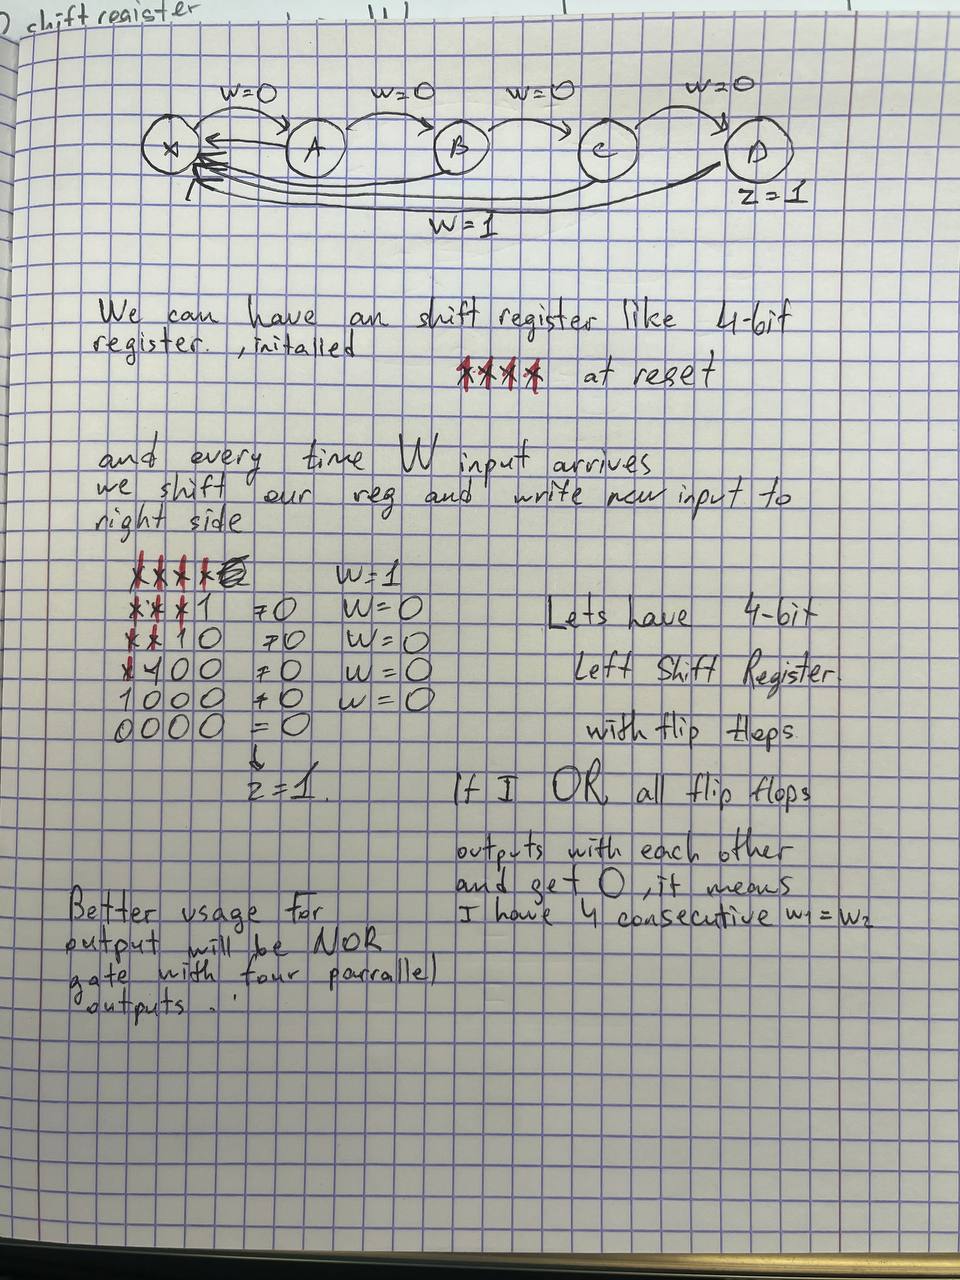 shift register
W=0 W=0 W=0 W=0
X A B C D
z=1
W=1
We can have an shift register like 4-bit
register. , initalled
**** at reset
and every time W input arrives
we shift our reg and write new input to
right side
**** W=1
***1 ≠0 W=0
**10 ≠0 W=0
*100 ≠0 W=0
1000 ≠0 W=0
0000 =0
↓
z=1.
Lets have 4-bit
Left Shift Register.
with flip flops
If I OR all flip flops
outputs with each other
and get 0, it means
I have 4 consecutive w1=w2
Better usage for
output will be NOR
gate with four parralel
outputs.